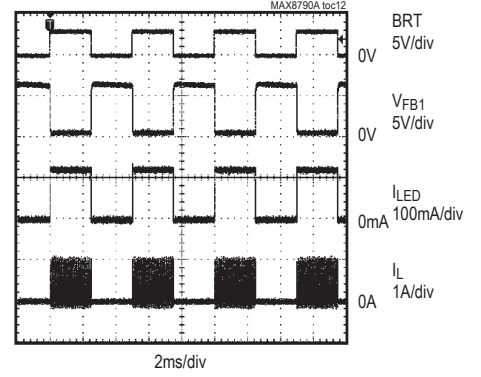 MAX8790A toc12
BRT
5V/div
0V
VFB1
5V/div
0V
ILED
100mA/div
0mA
IL
1A/div
0A
2ms/div
T